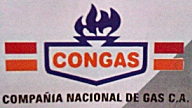 CONGAS
COMPAÑIA NACIONAL DE GAS C.A.